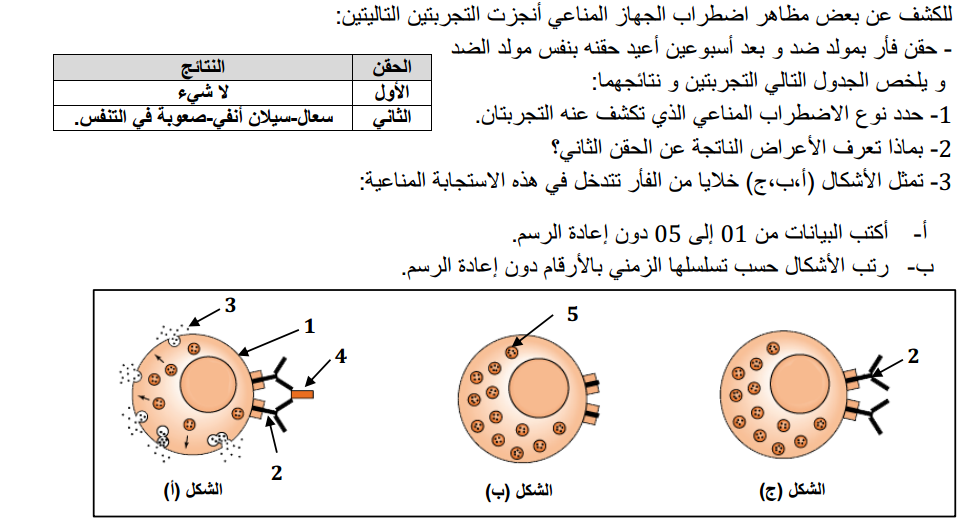 للكشف عن بعض مظاهر اضطراب الجهاز المناعي أنجزت التجربتين التاليتين:
- حقن فأر بمولد ضد و بعد أسبوعين أعيد حقنه بنفس مولد الضد
و يلخص الجدول التالي التجربتين و نتائجهما:
الحقن النتائج
الأول لا شيء
الثاني سعال-سيلان أنفي-صعوبة في التنفس.
1- حدد نوع الاضطراب المناعي الذي تكشف عنه التجربتان.
2- بماذا تعرف الأعراض الناتجة عن الحقن الثاني؟
3- تمثل الأشكال (أ،ب،ج) خلايا من الفأر تتدخل في هذه الاستجابة المناعية:
أ- أكتب البيانات من 01 إلى 05 دون إعادة الرسم.
ب- رتب الأشكال حسب تسلسلها الزمني بالأرقام دون إعادة الرسم.
2
الشكل (ج)
5
الشكل (ب)
3
1
4
2
الشكل (أ)